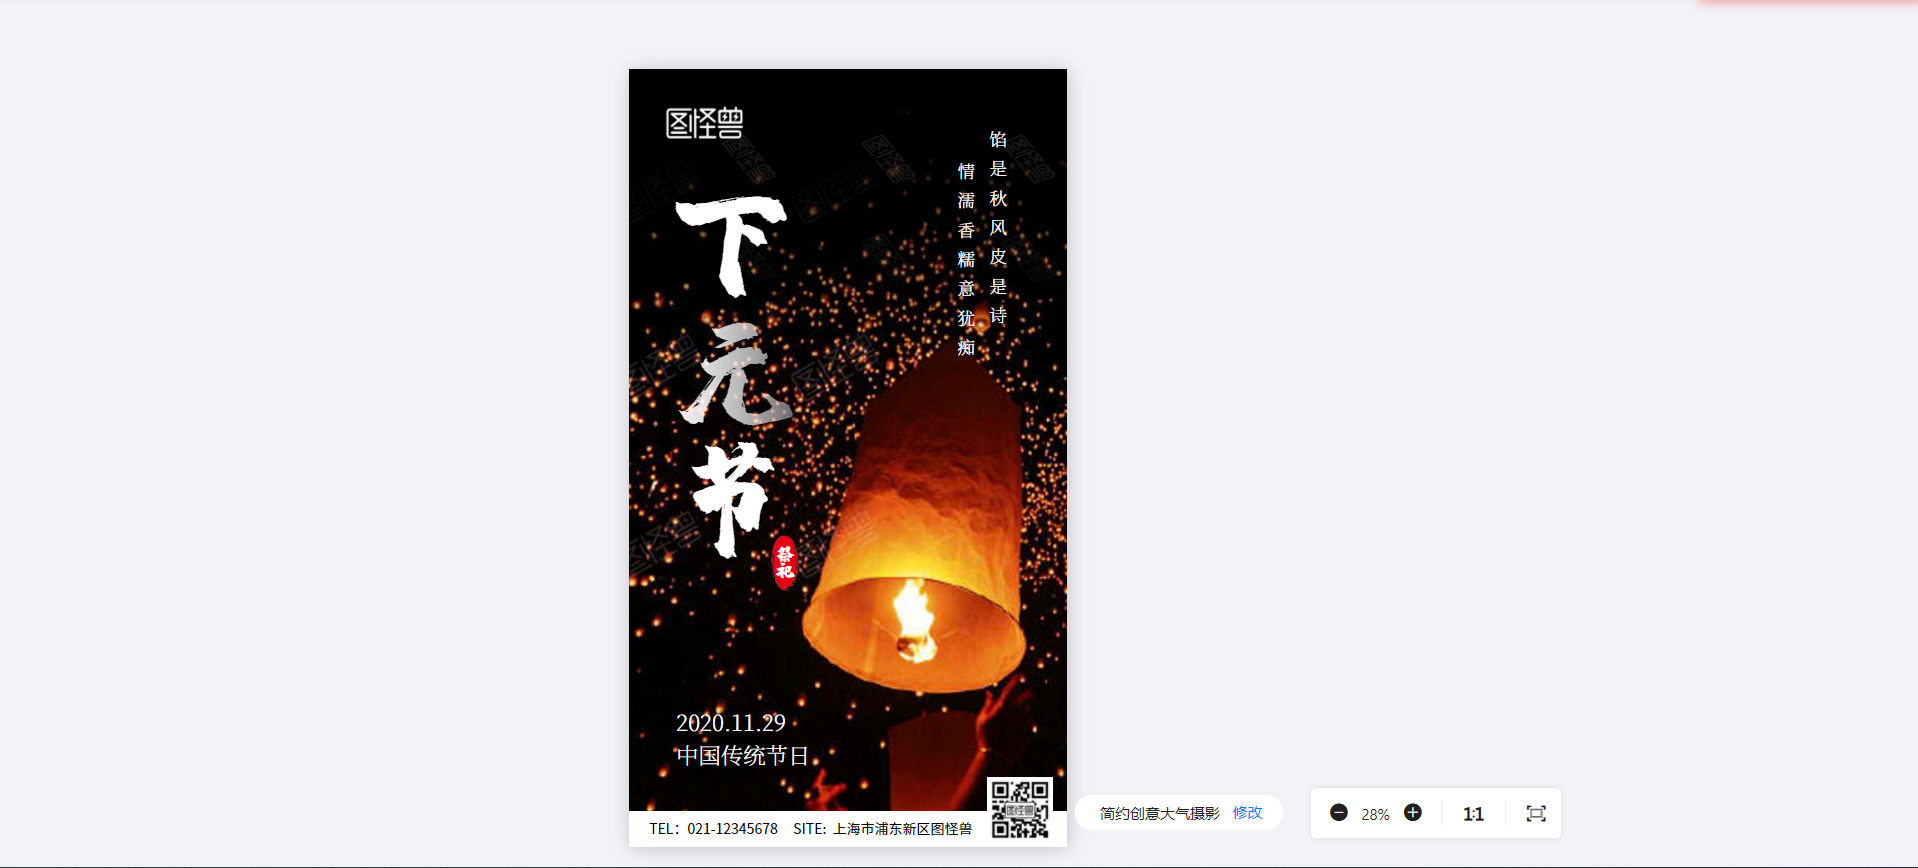 图怪兽
馅是秋风皮是诗
情濡香糯意犹痴
下元节
祭祀
2020.11.29
中国传统节日
TEL：021-12345678 SITE: 上海市浦东新区图怪兽
图怪兽
简约创意大气摄影 修改
28% 1:1